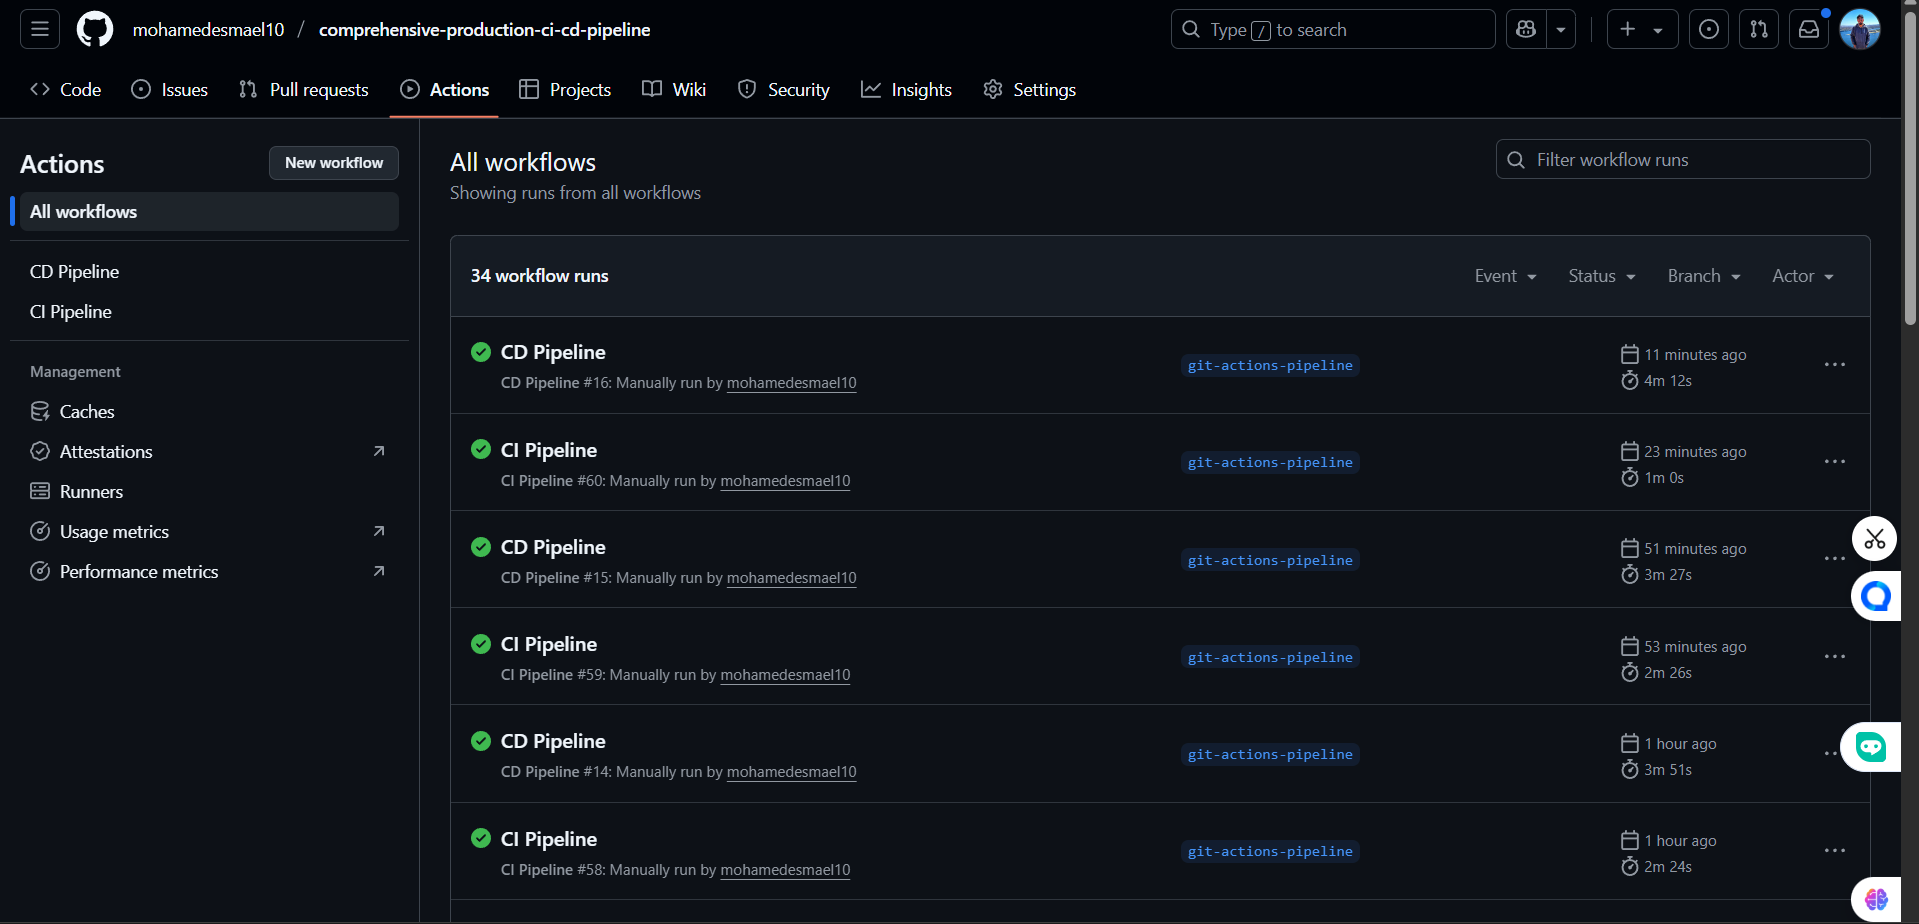 mohamedesmael10 / comprehensive-production-ci-cd-pipeline
Type / to search
Code Issues Pull requests Actions Projects Wiki Security Insights Settings
Actions
New workflow
All workflows
CD Pipeline
CI Pipeline
Management
Caches
Attestations
Runners
Usage metrics
Performance metrics
All workflows
Showing runs from all workflows
Filter workflow runs
34 workflow runs
Event Status Branch Actor
CD Pipeline
CD Pipeline #16: Manually run by mohamedesmael10
git-actions-pipeline
11 minutes ago
4m 12s
CI Pipeline
CI Pipeline #60: Manually run by mohamedesmael10
git-actions-pipeline
23 minutes ago
1m 0s
CD Pipeline
CD Pipeline #15: Manually run by mohamedesmael10
git-actions-pipeline
51 minutes ago
3m 27s
CI Pipeline
CI Pipeline #59: Manually run by mohamedesmael10
git-actions-pipeline
53 minutes ago
2m 26s
CD Pipeline
CD Pipeline #14: Manually run by mohamedesmael10
git-actions-pipeline
1 hour ago
3m 51s
CI Pipeline
CI Pipeline #58: Manually run by mohamedesmael10
git-actions-pipeline
1 hour ago
2m 24s